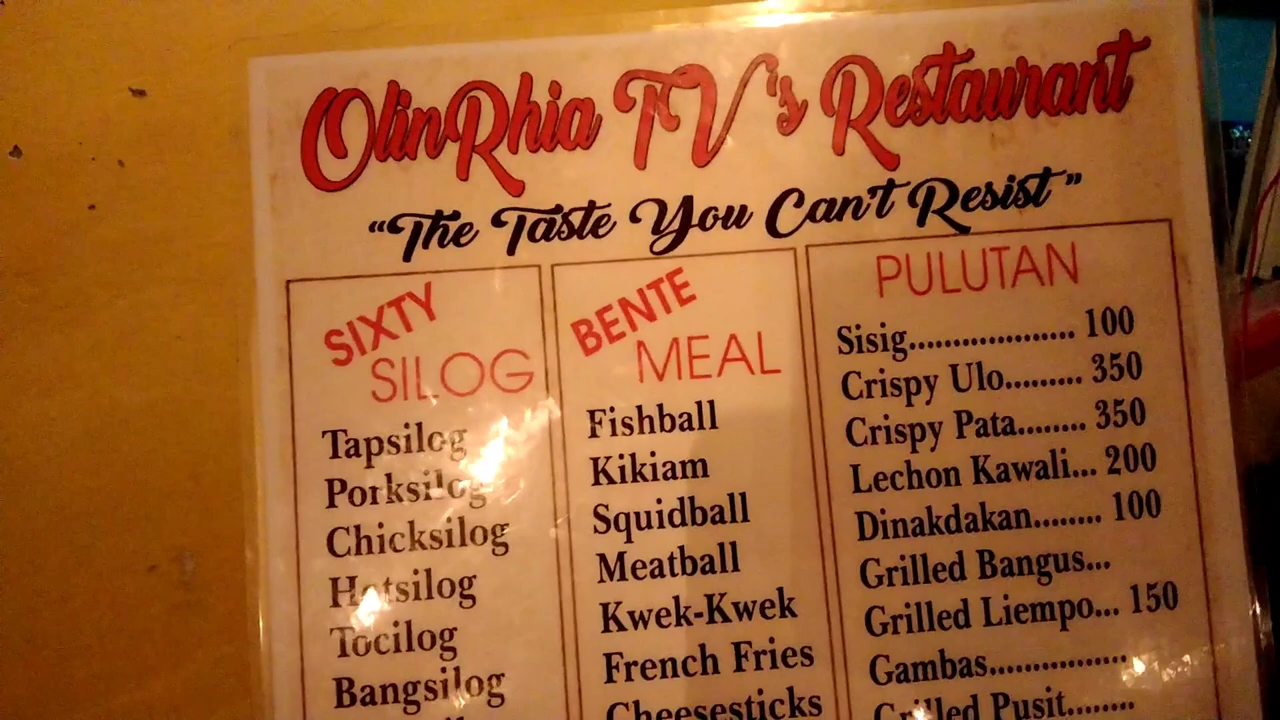 OlinRhia TV's Restaurant
"The Taste You Can't Resist"
SIXTY
SILOG
Tapsilog
Porksilog
Chicksilog
Hotsilog
Tocilog
Bangsilog
BENTE
MEAL
Fishball
Kikiam
Squidball
Meatball
Kwek-Kwek
French Fries
Cheesesticks
PULUTAN
Sisig................... 100
Crispy Ulo......... 350
Crispy Pata........ 350
Lechon Kawali... 200
Dinakdakan........ 100
Grilled Bangus...
Grilled Liempo... 150
Gambas.................
Grilled Pusit........